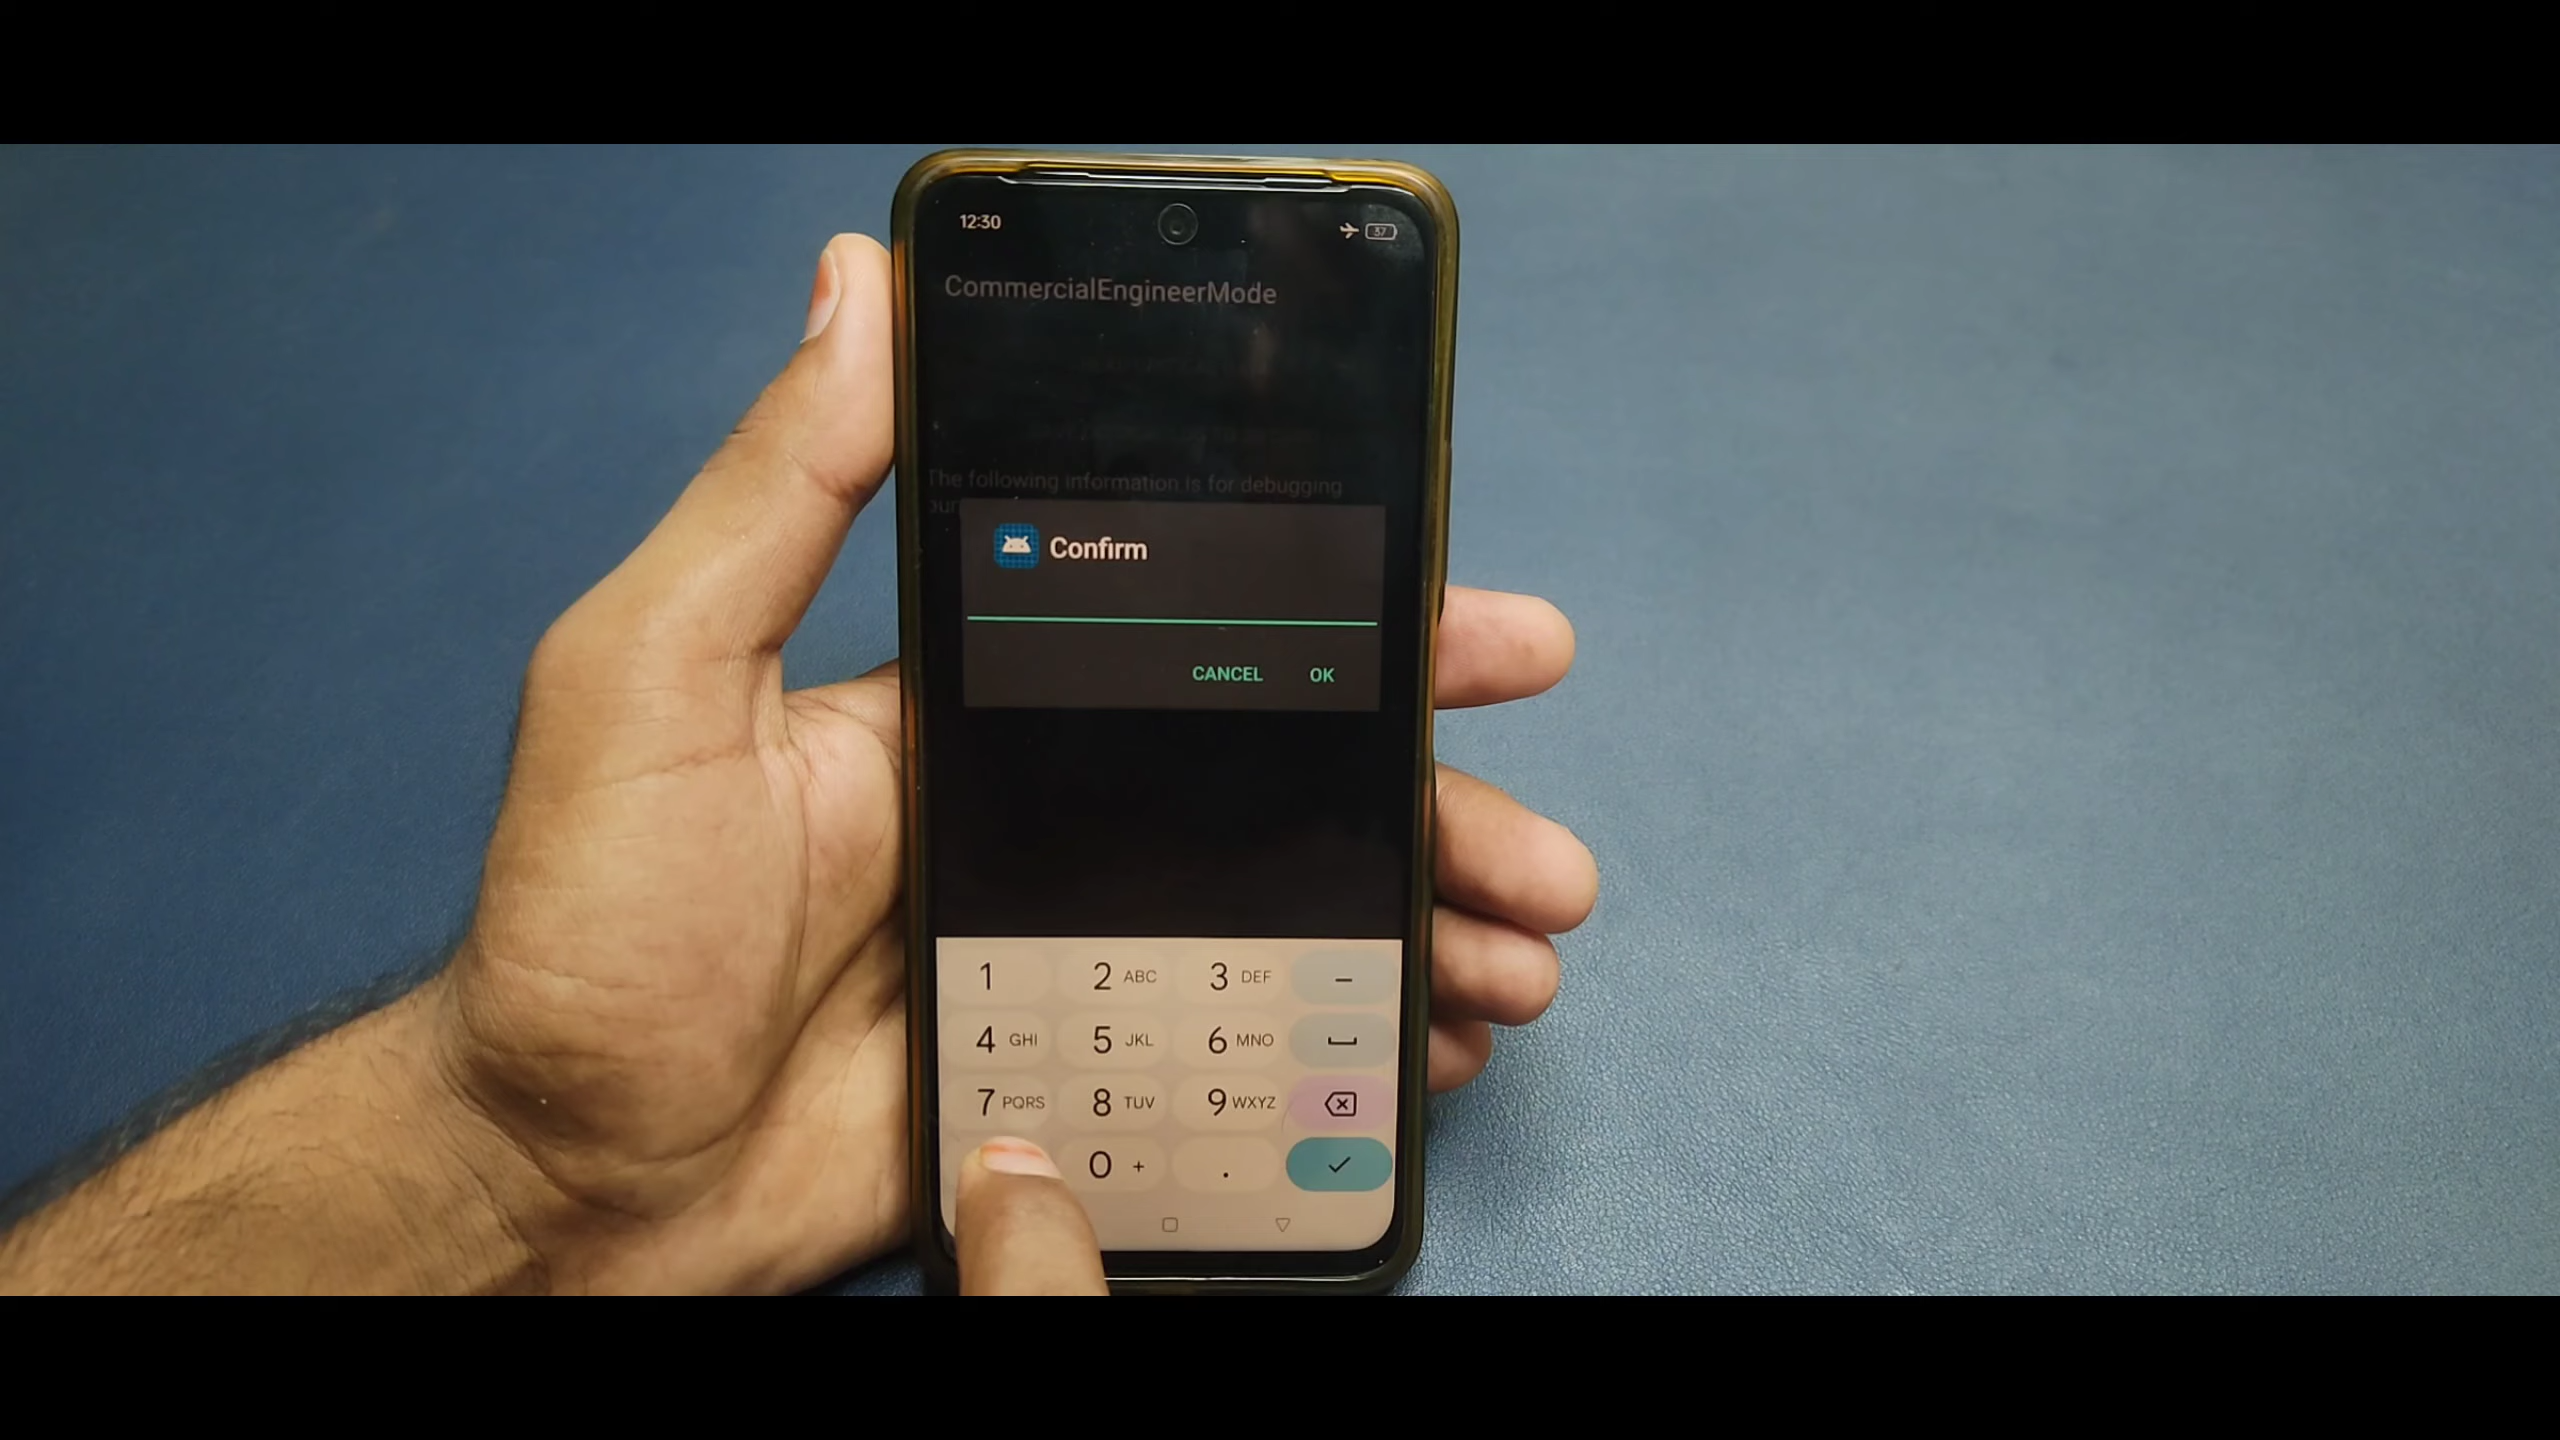 12:30
37
CommercialEngineerMode
The following information is for debugging
Confirm
CANCEL OK
1 2 ABC 3 DEF –
4 GHI 5 JKL 6 MNO
7 PQRS 8 TUV 9 WXYZ
0 + .